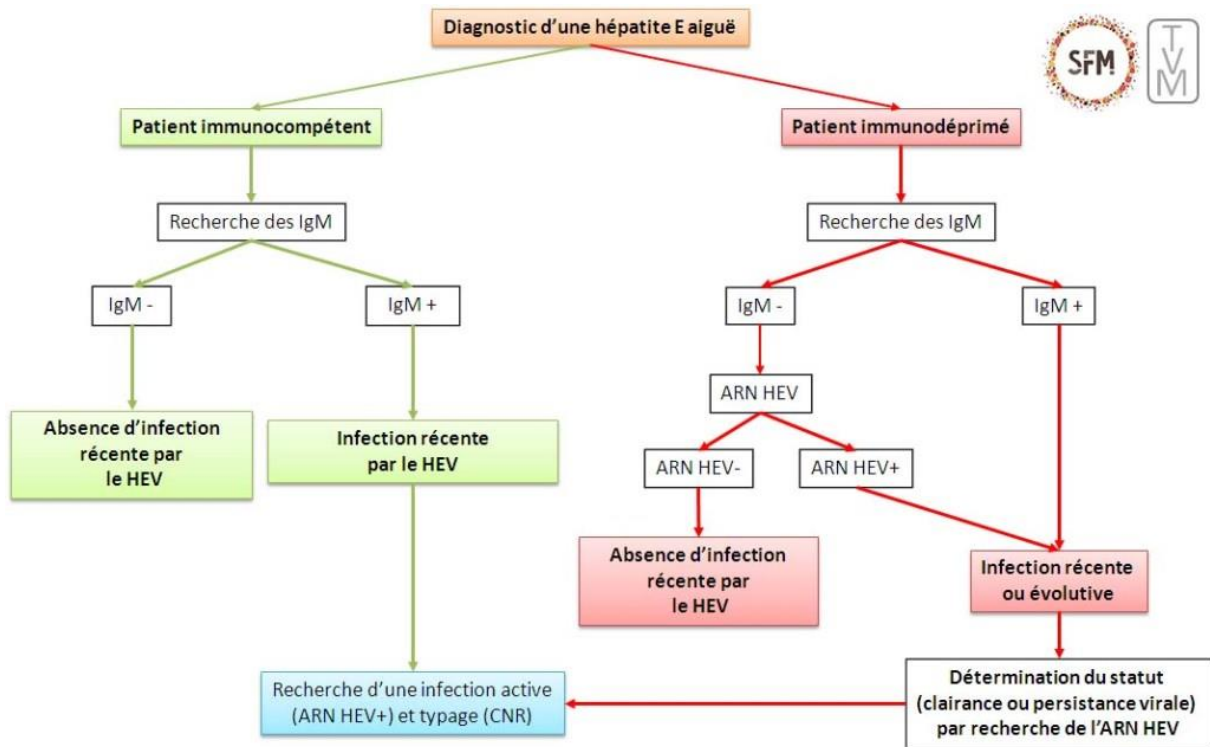 Diagnostic d'une hépatite E aiguë
SFM
TVM
Patient immunocompétent
Patient immunodéprimé
Recherche des IgM
Recherche des IgM
IgM -
IgM +
IgM -
IgM +
ARN HEV
Absence d'infection
récente par
le HEV
Infection récente
par le HEV
ARN HEV-
ARN HEV+
Absence d'infection
récente par
le HEV
Infection récente
ou évolutive
Recherche d'une infection active
(ARN HEV+) et typage (CNR)
Détermination du statut
(clairance ou persistance virale)
par recherche de l'ARN HEV